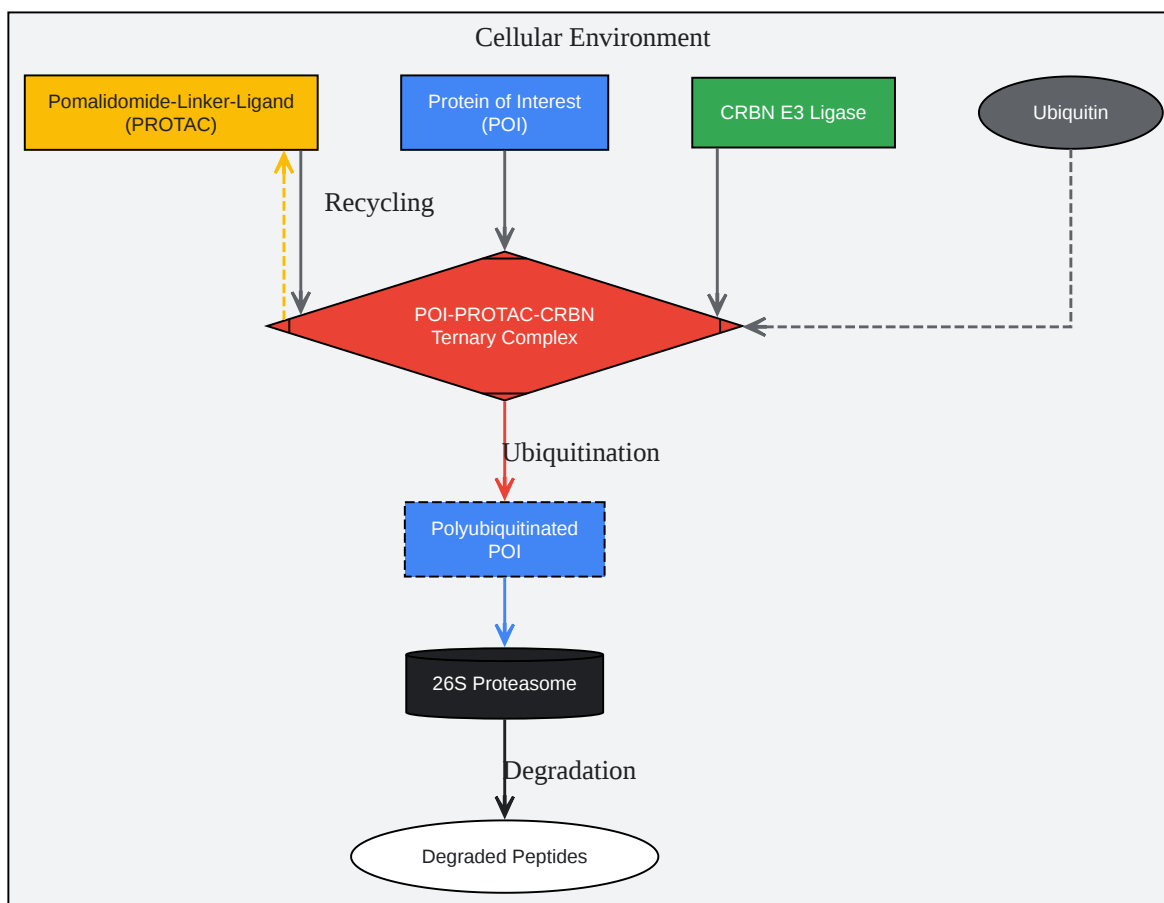 Cellular Environment
Pomalidomide-Linker-Ligand
(PROTAC)
Protein of Interest
(POI)
CRBN E3 Ligase
Ubiquitin
Recycling
POI-PROTAC-CRBN
Ternary Complex
Ubiquitination
Polyubiquitinated
POI
26S Proteasome
Degradation
Degraded Peptides